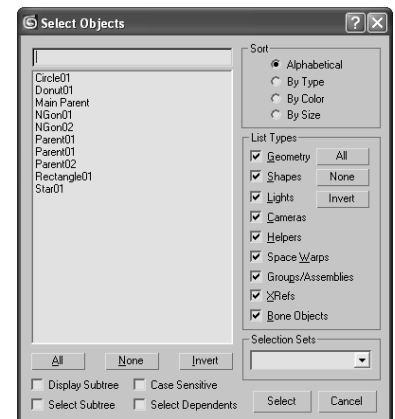 Select Objects
Circle01
Donut01
Main Parent
NGon01
NGon02
Parent01
Parent01
Parent02
Rectangle01
Star01
All None Invert
Display Subtree Case Sensitive
Select Subtree Select Dependents
Sort
Alphabetical
By Type
By Color
By Size
List Types
Geometry All
Shapes None
Lights Invert
Cameras
Helpers
Space Warps
Groups/Assemblies
XRefs
Bone Objects
Selection Sets
Select Cancel